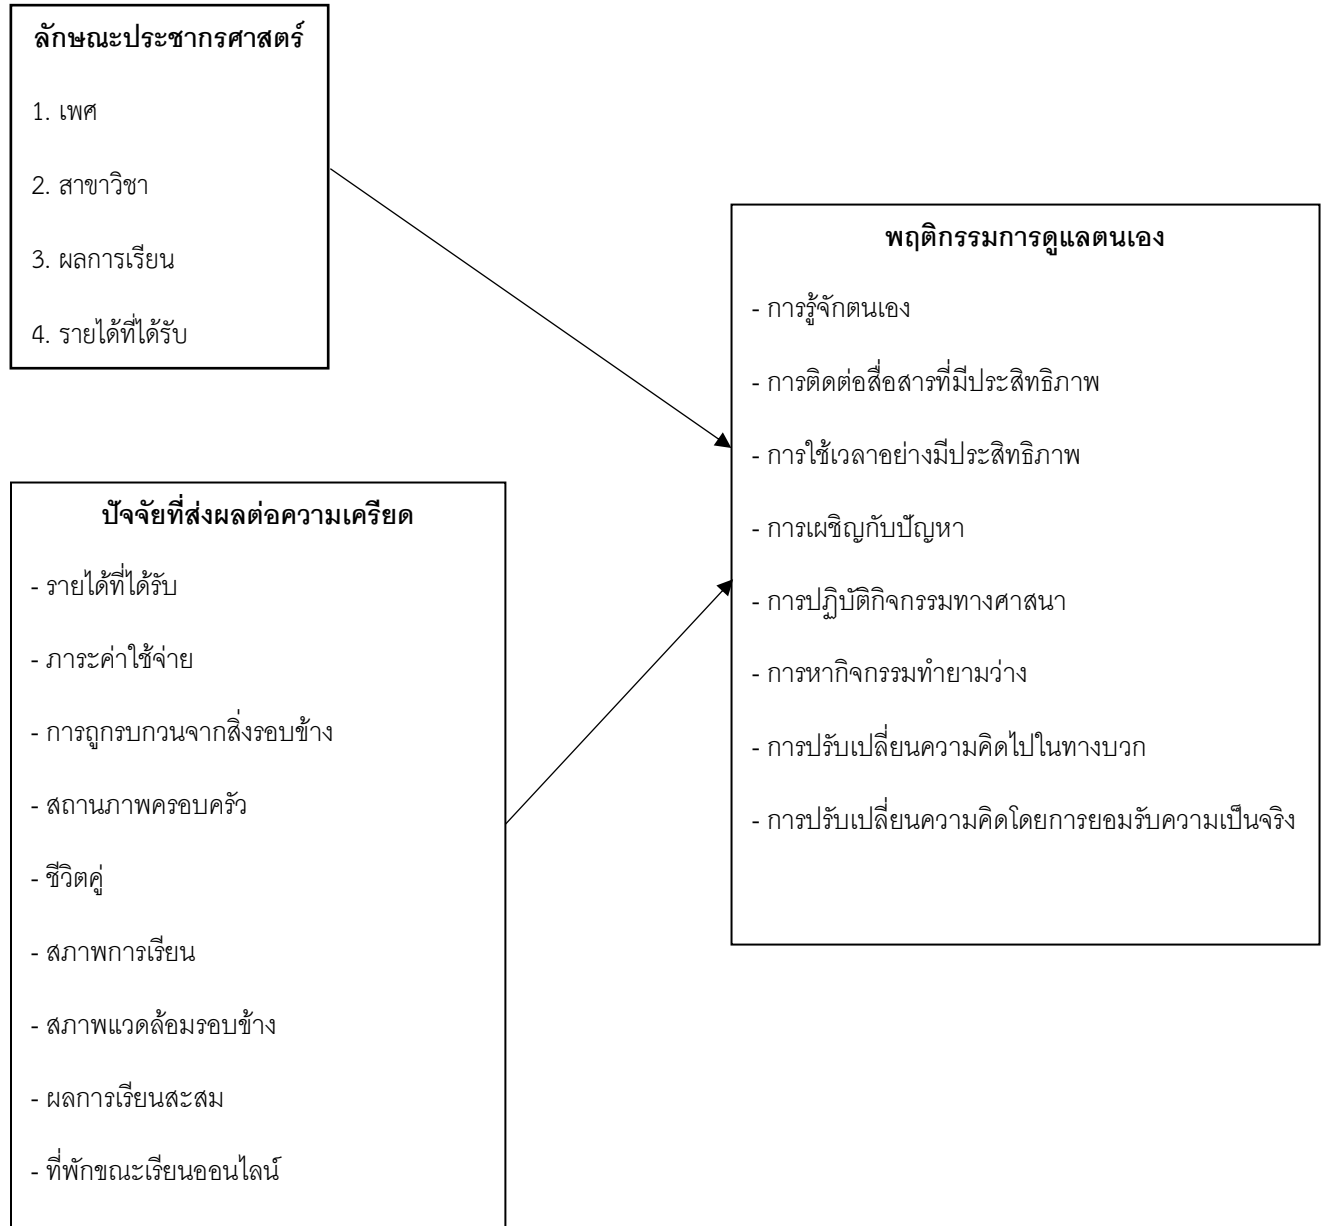 ลักษณะประชากรศาสตร์
1. เพศ
2. สาขาวิชา
3. ผลการเรียน
4. รายได้ที่ได้รับ
พฤติกรรมการดูแลตนเอง
- การรู้จักตนเอง
- การติดต่อสื่อสารที่มีประสิทธิภาพ
- การใช้เวลาอย่างมีประสิทธิภาพ
- การเผชิญกับปัญหา
- การปฏิบัติกิจกรรมทางศาสนา
- การหากิจกรรมทำยามว่าง
- การปรับเปลี่ยนความคิดไปในทางบวก
- การปรับเปลี่ยนความคิดโดยการยอมรับความเป็นจริง
ปัจจัยที่ส่งผลต่อความเครียด
- รายได้ที่ได้รับ
- ภาระค่าใช้จ่าย
- การถูกรบกวนจากสิ่งรอบข้าง
- สถานภาพครอบครัว
- ชีวิตคู่
- สภาพการเรียน
- สภาพแวดล้อมรอบข้าง
- ผลการเรียนสะสม
- ที่พักขณะเรียนออนไลน์